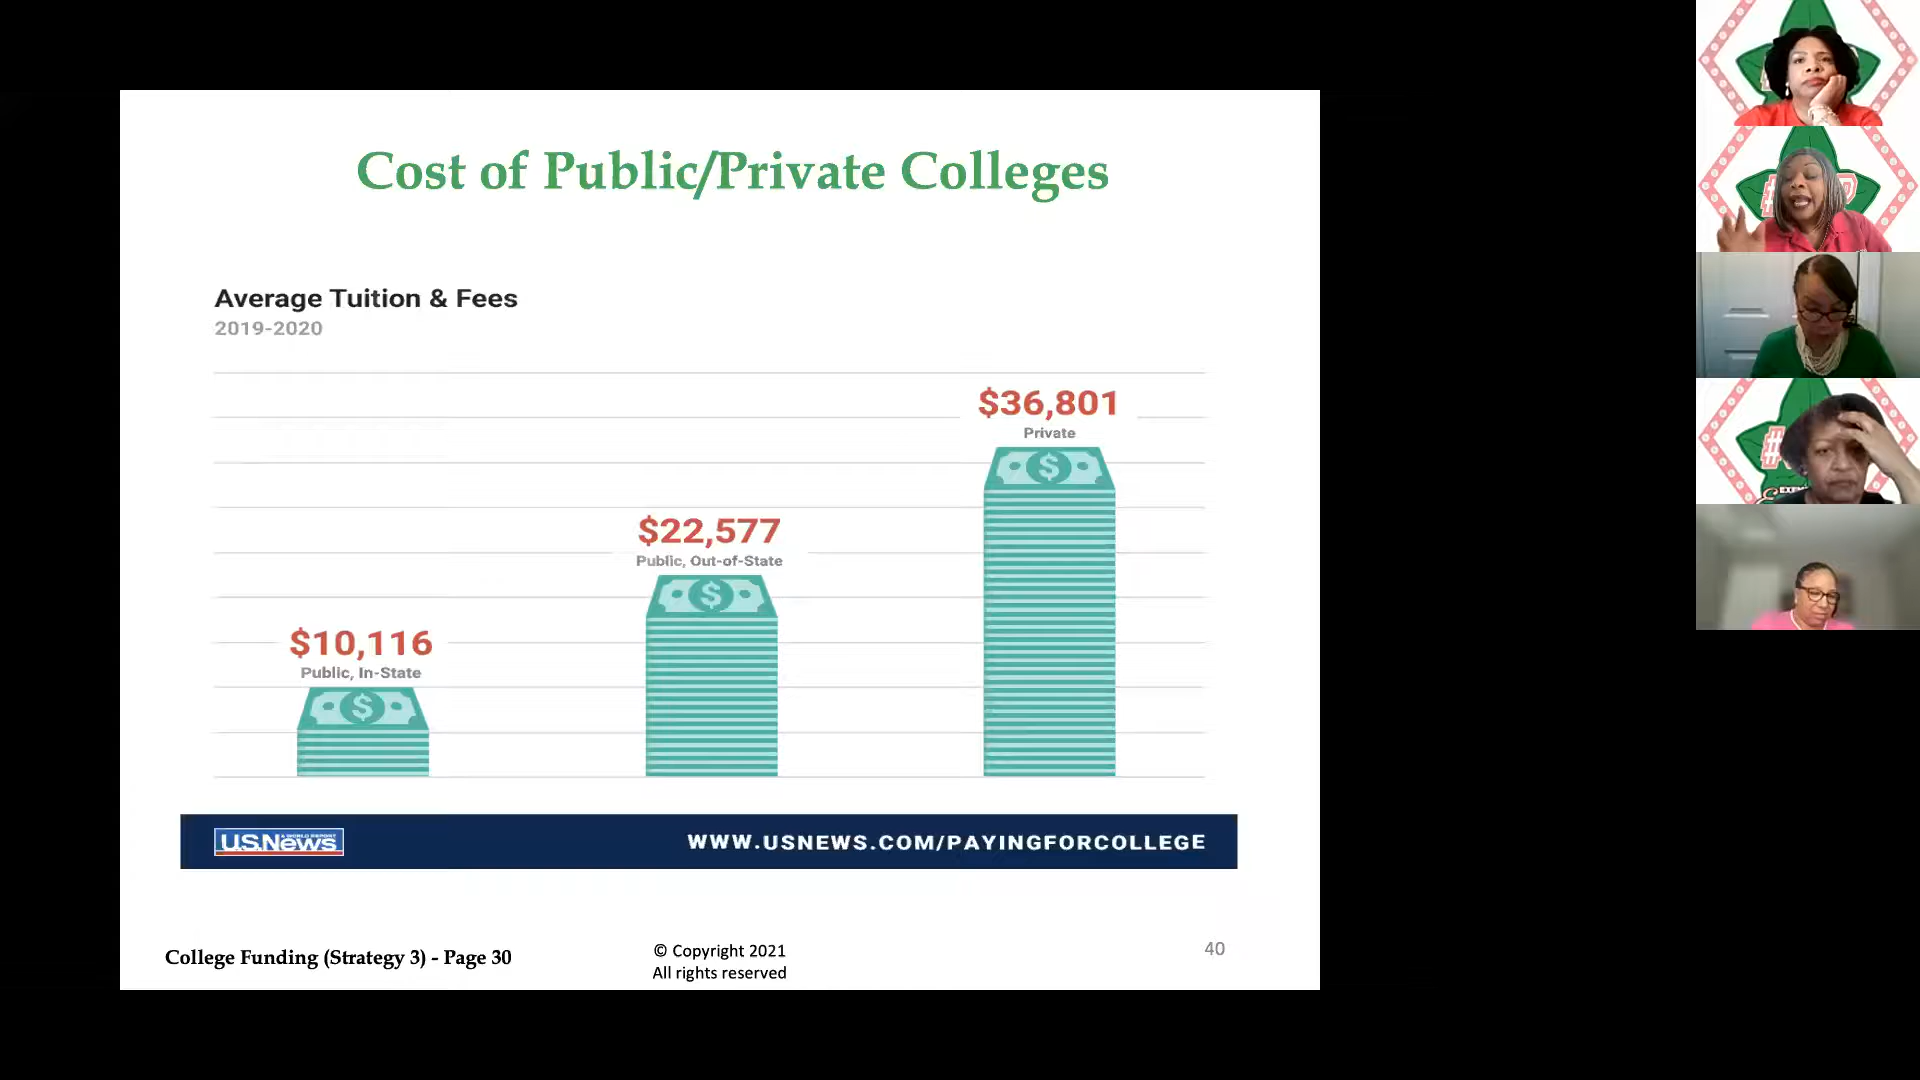 Cost of Public/Private Colleges
Average Tuition & Fees
2019-2020
$36,801
Private
$22,577
Public, Out-of-State
$10,116
Public, In-State
U.S.News
& WORLD REPORT
WWW.USNEWS.COM/PAYINGFORCOLLEGE
College Funding (Strategy 3) - Page 30
© Copyright 2021
All rights reserved
40